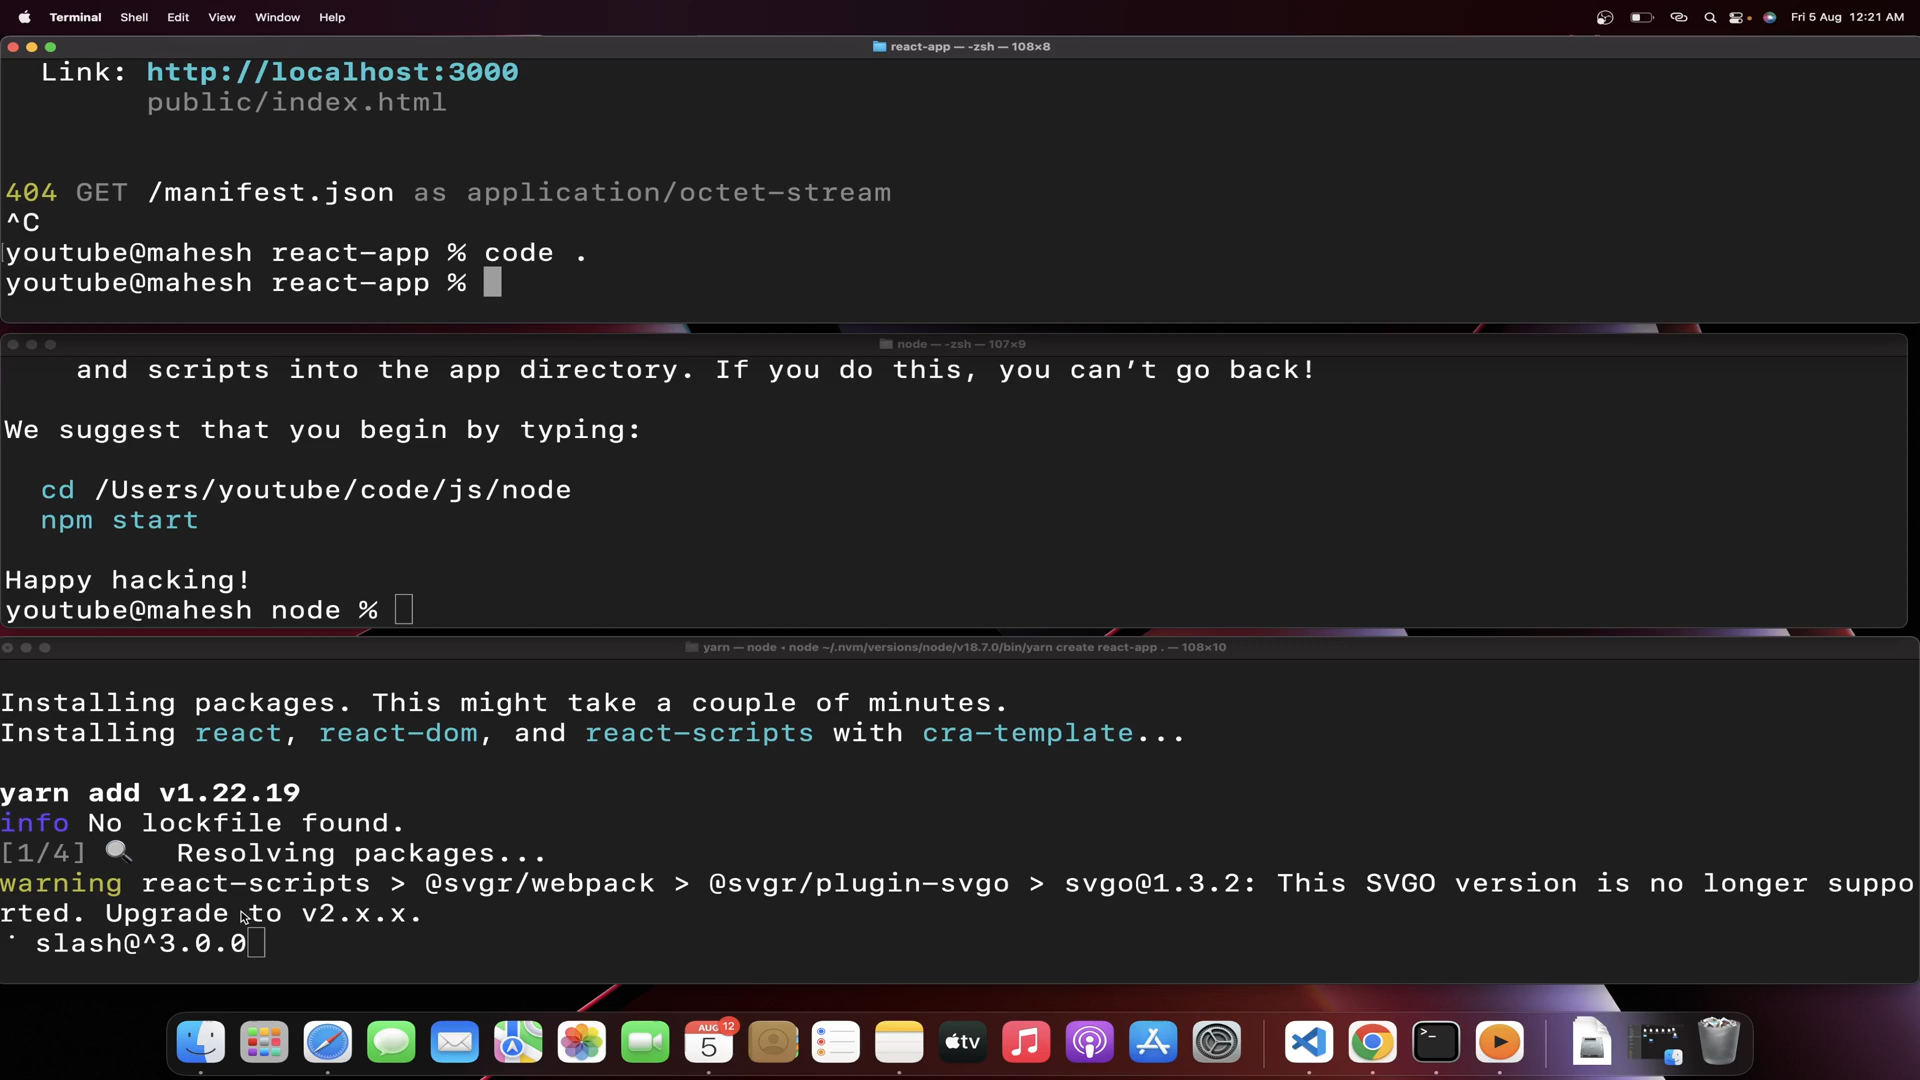 Terminal Shell Edit View Window Help Fri 5 Aug 12:21 AM
react-app — -zsh — 108×8
Link: http://localhost:3000
public/index.html
404 GET /manifest.json as application/octet-stream
^C
youtube@mahesh react-app % code .
youtube@mahesh react-app %
node — -zsh — 107×9
and scripts into the app directory. If you do this, you can’t go back!
We suggest that you begin by typing:
cd /Users/youtube/code/js/node
npm start
Happy hacking!
youtube@mahesh node %
yarn — node • node ~/.nvm/versions/node/v18.7.0/bin/yarn create react-app . — 108×10
Installing packages. This might take a couple of minutes.
Installing react, react-dom, and react-scripts with cra-template...
yarn add v1.22.19
info No lockfile found.
[1/4] 🔍 Resolving packages...
warning react-scripts > @svgr/webpack > @svgr/plugin-svgo > svgo@1.3.2: This SVGO version is no longer suppo
rted. Upgrade to v2.x.x.
⠁ slash@^3.0.0
AUG 12
5
tv
>_